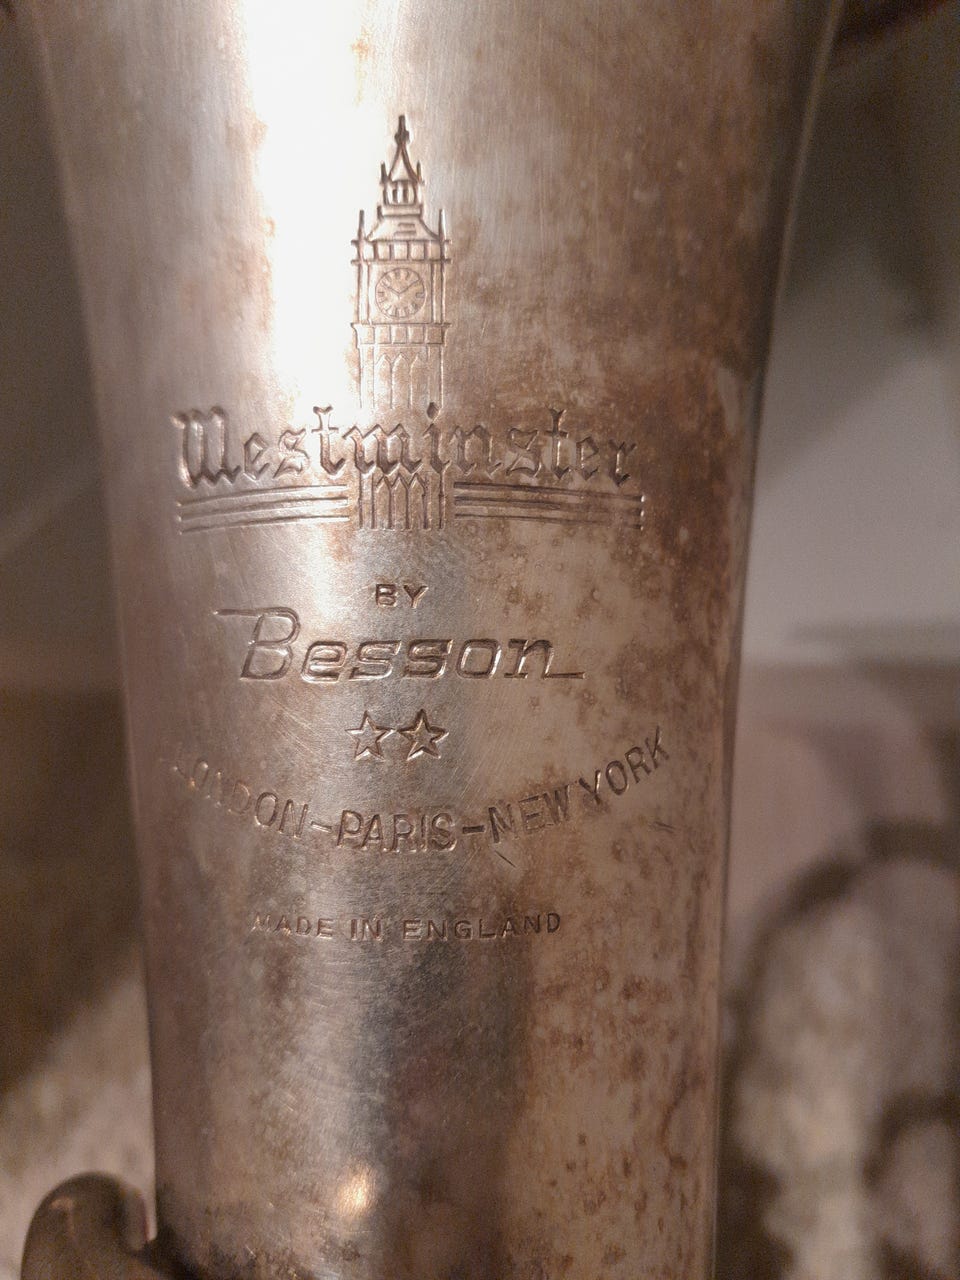 Westminster
BY
Besson
LONDON-PARIS-NEW YORK
MADE IN ENGLAND